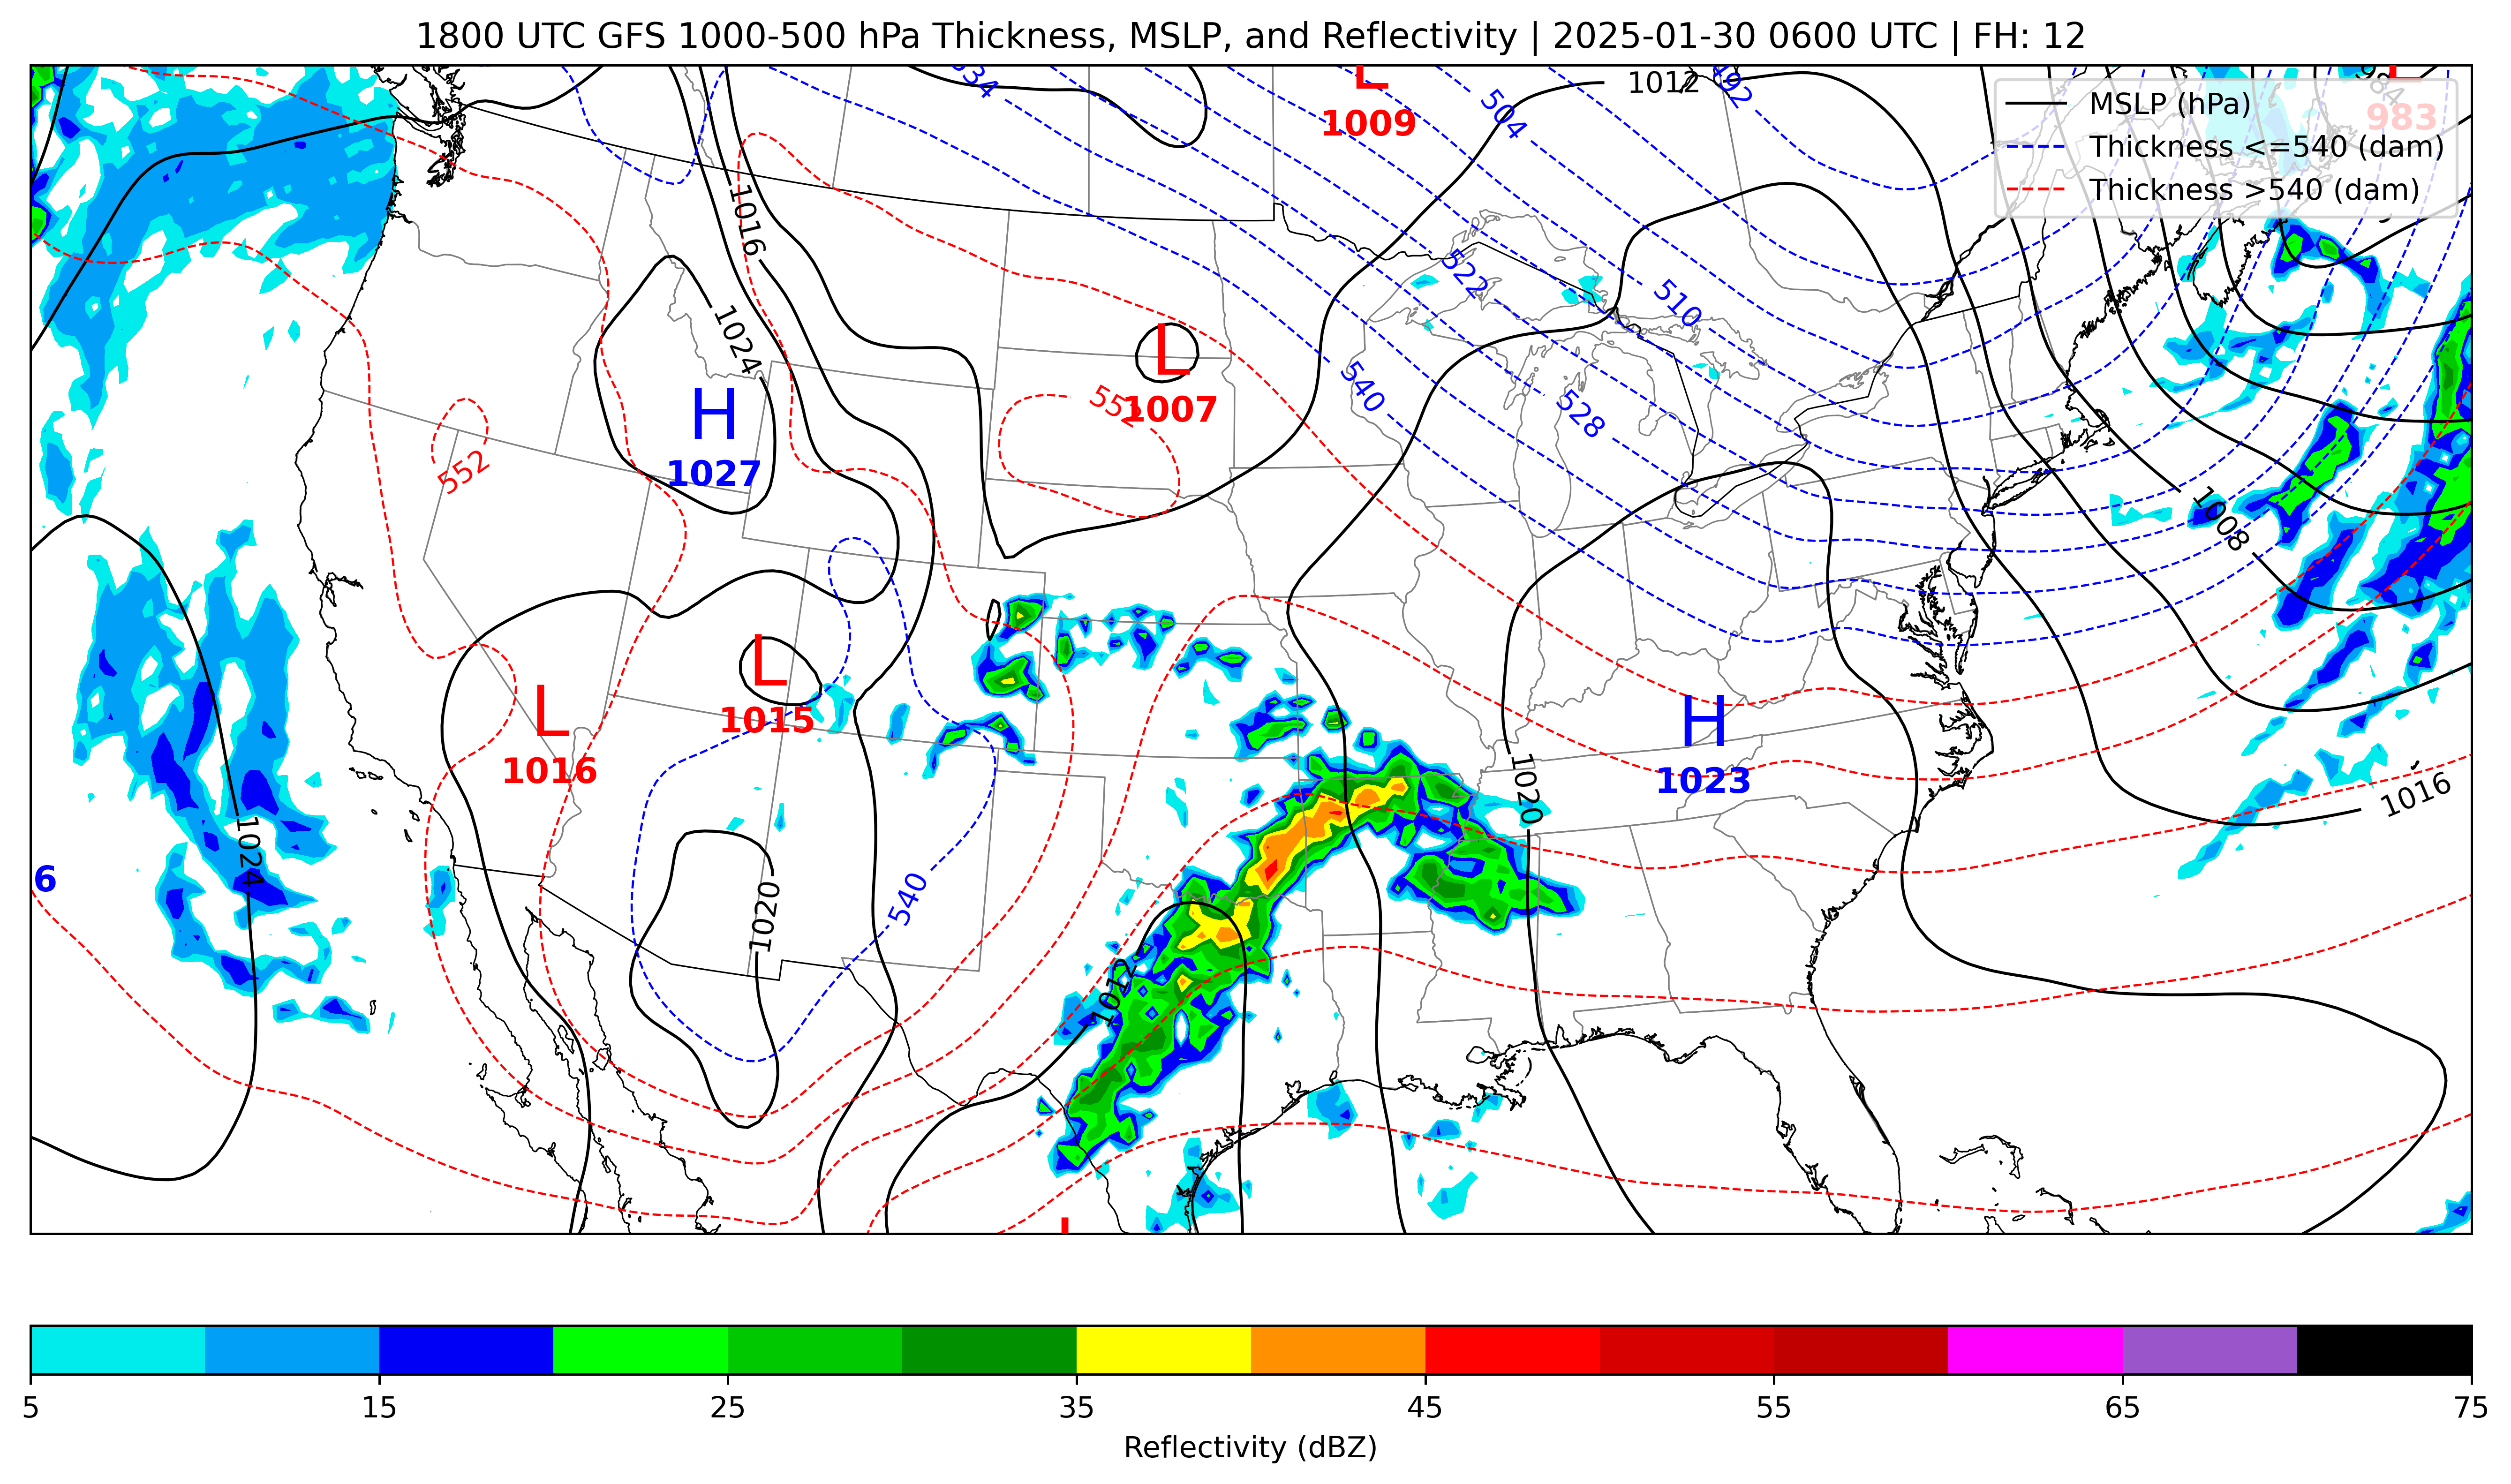 1800 UTC GFS 1000-500 hPa Thickness, MSLP, and Reflectivity | 2025-01-30 0600 UTC | FH: 12
534
L
1009
504
1012
492
984
L
983
MSLP (hPa)
Thickness <=540 (dam)
Thickness >540 (dam)
1016
1024
522
510
L
1007
552
540
528
H
1027
552
1008
L
1015
L
1016
H
1023
1020
1016
1024
6
1020
540
1012
L
5
15
25
35
45
55
65
75
Reflectivity (dBZ)